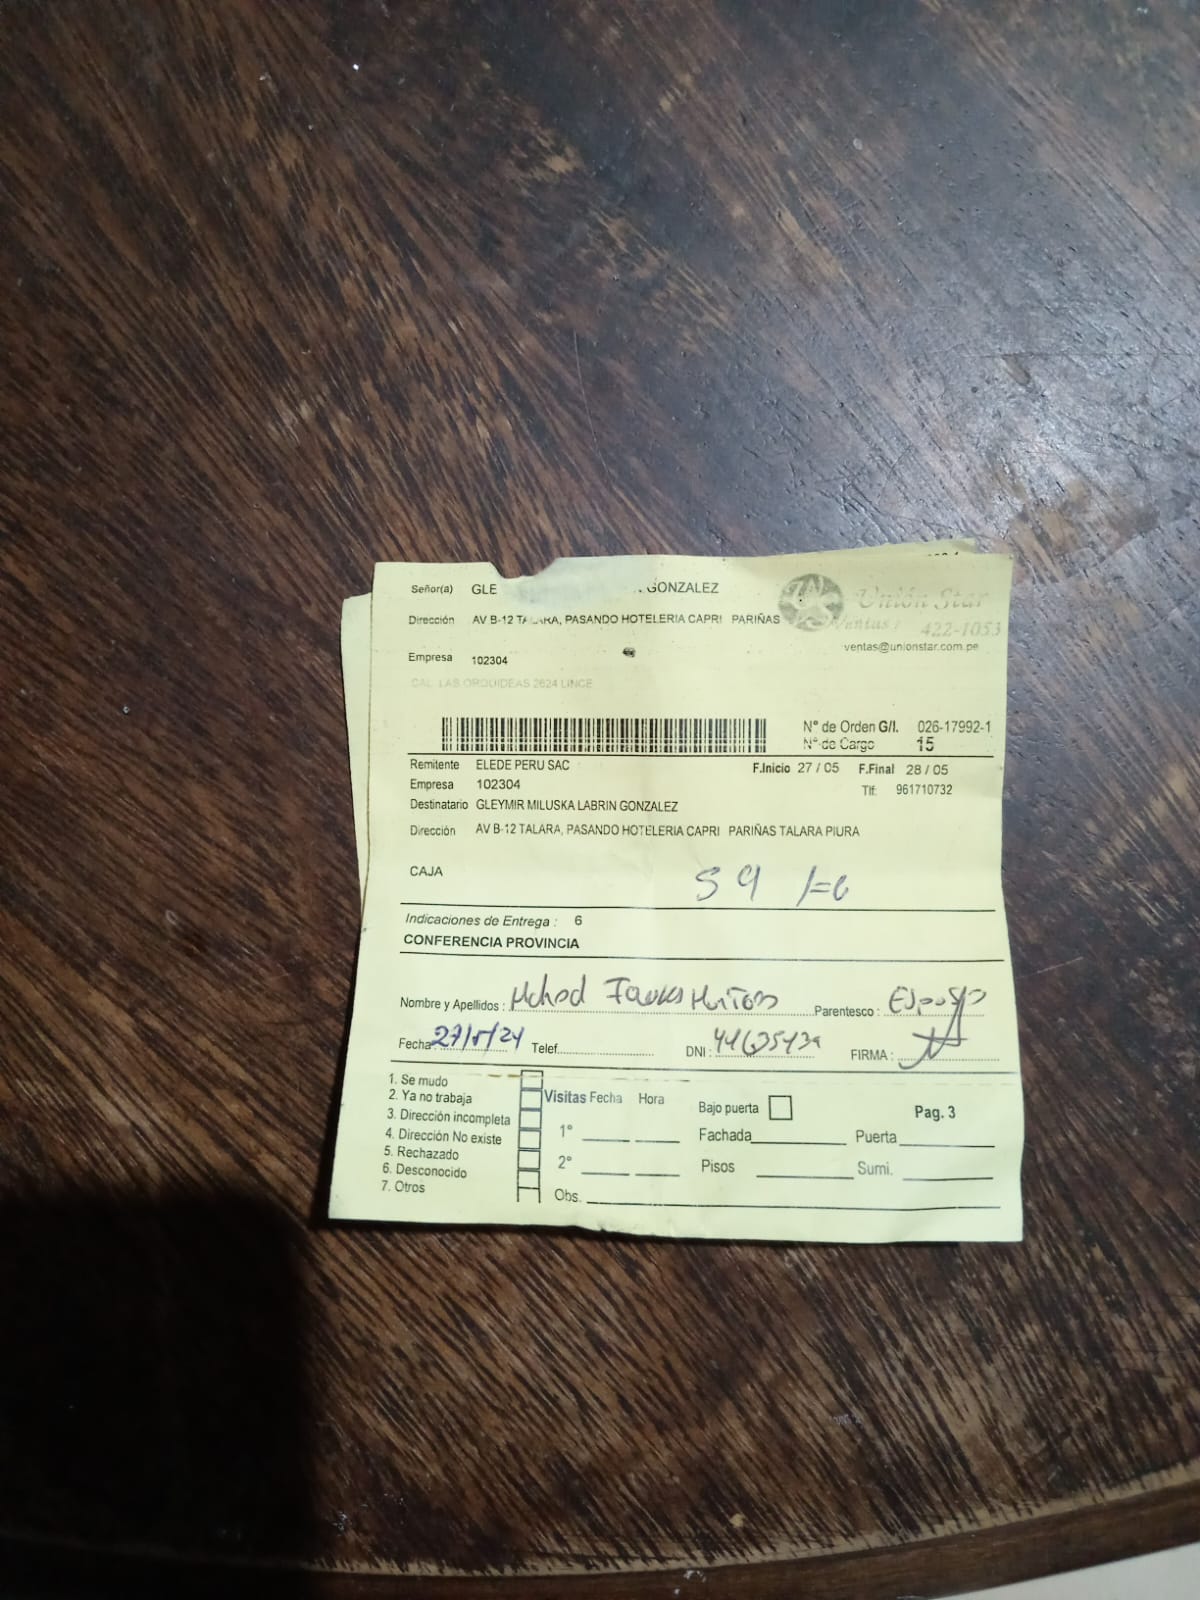 Señor(a) GLE GONZALEZ
Dirección AV B-12 TALARA, PASANDO HOTELERIA CAPRI PARIÑAS
Unión Star
Ventas: 422-1053
ventas@unionstar.com.pe
Empresa 102304
CAL LAS ORQUIDEAS 2624 LINCE
N° de Orden G/I. 026-17992-1
N° de Cargo 15
Remitente ELEDE PERU SAC F.Inicio 27 / 05 F.Final 28 / 05
Empresa 102304 Tlf: 961710732
Destinatario GLEYMIR MILUSKA LABRIN GONZALEZ
Dirección AV B-12 TALARA, PASANDO HOTELERIA CAPRI PARIÑAS TALARA PIURA
CAJA 59
Indicaciones de Entrega : 6
CONFERENCIA PROVINCIA
Nombre y Apellidos : Parentesco : Esposo
Fecha: 27/5/24 Telef. DNI : FIRMA :
1. Se mudo
2. Ya no trabaja
3. Dirección incompleta
4. Dirección No existe
5. Rechazado
6. Desconocido
7. Otros
Visitas Fecha Hora
1°
2°
Obs.
Bajo puerta Pag. 3
Fachada Puerta
Pisos Sumi.